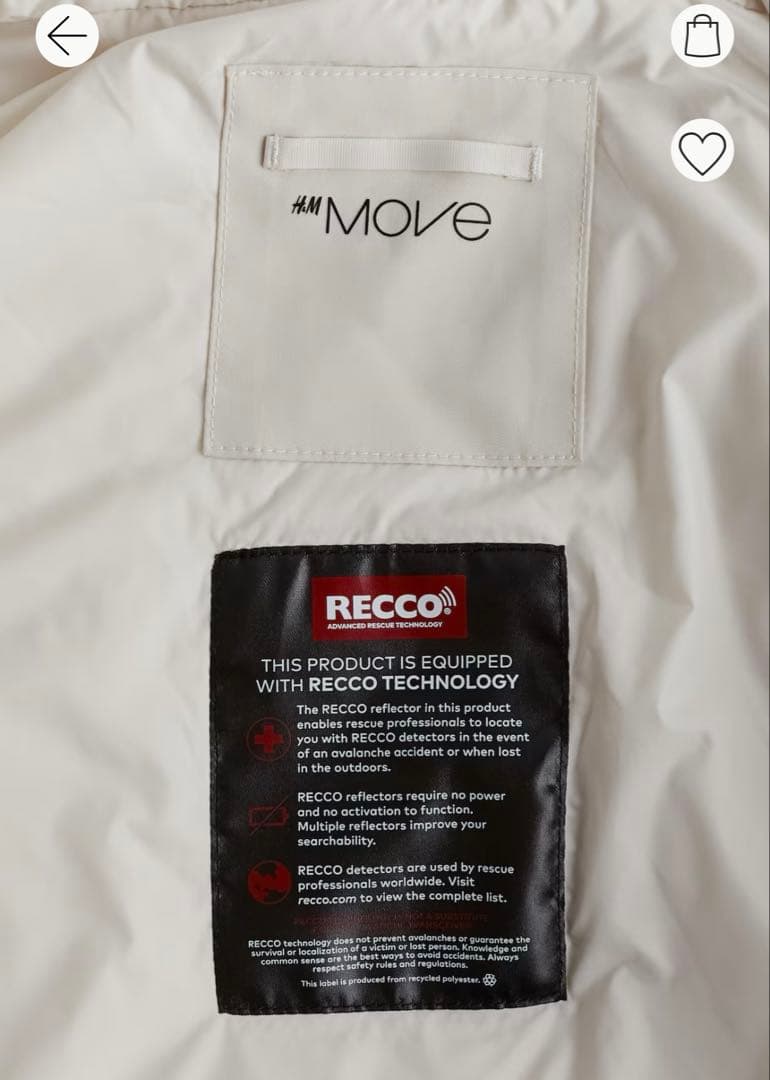 H&M MOVE
RECCO®
ADVANCED RESCUE TECHNOLOGY
THIS PRODUCT IS EQUIPPED
WITH RECCO TECHNOLOGY
The RECCO reflector in this product
enables rescue professionals to locate
you with RECCO detectors in the event
of an avalanche accident or when lost
in the outdoors.
RECCO reflectors require no power
and no activation to function.
Multiple reflectors improve your
searchability.
RECCO detectors are used by rescue
professionals worldwide. Visit
recco.com to view the complete list.
IS NOT A SUBSTITUTE
TRANSCEIVER
RECCO technology does not prevent avalanches or guarantee the
survival or localization of a victim or lost person. Knowledge and
common sense are the best ways to avoid accidents. Always
respect safety rules and regulations.
This label is produced from recycled polyester.